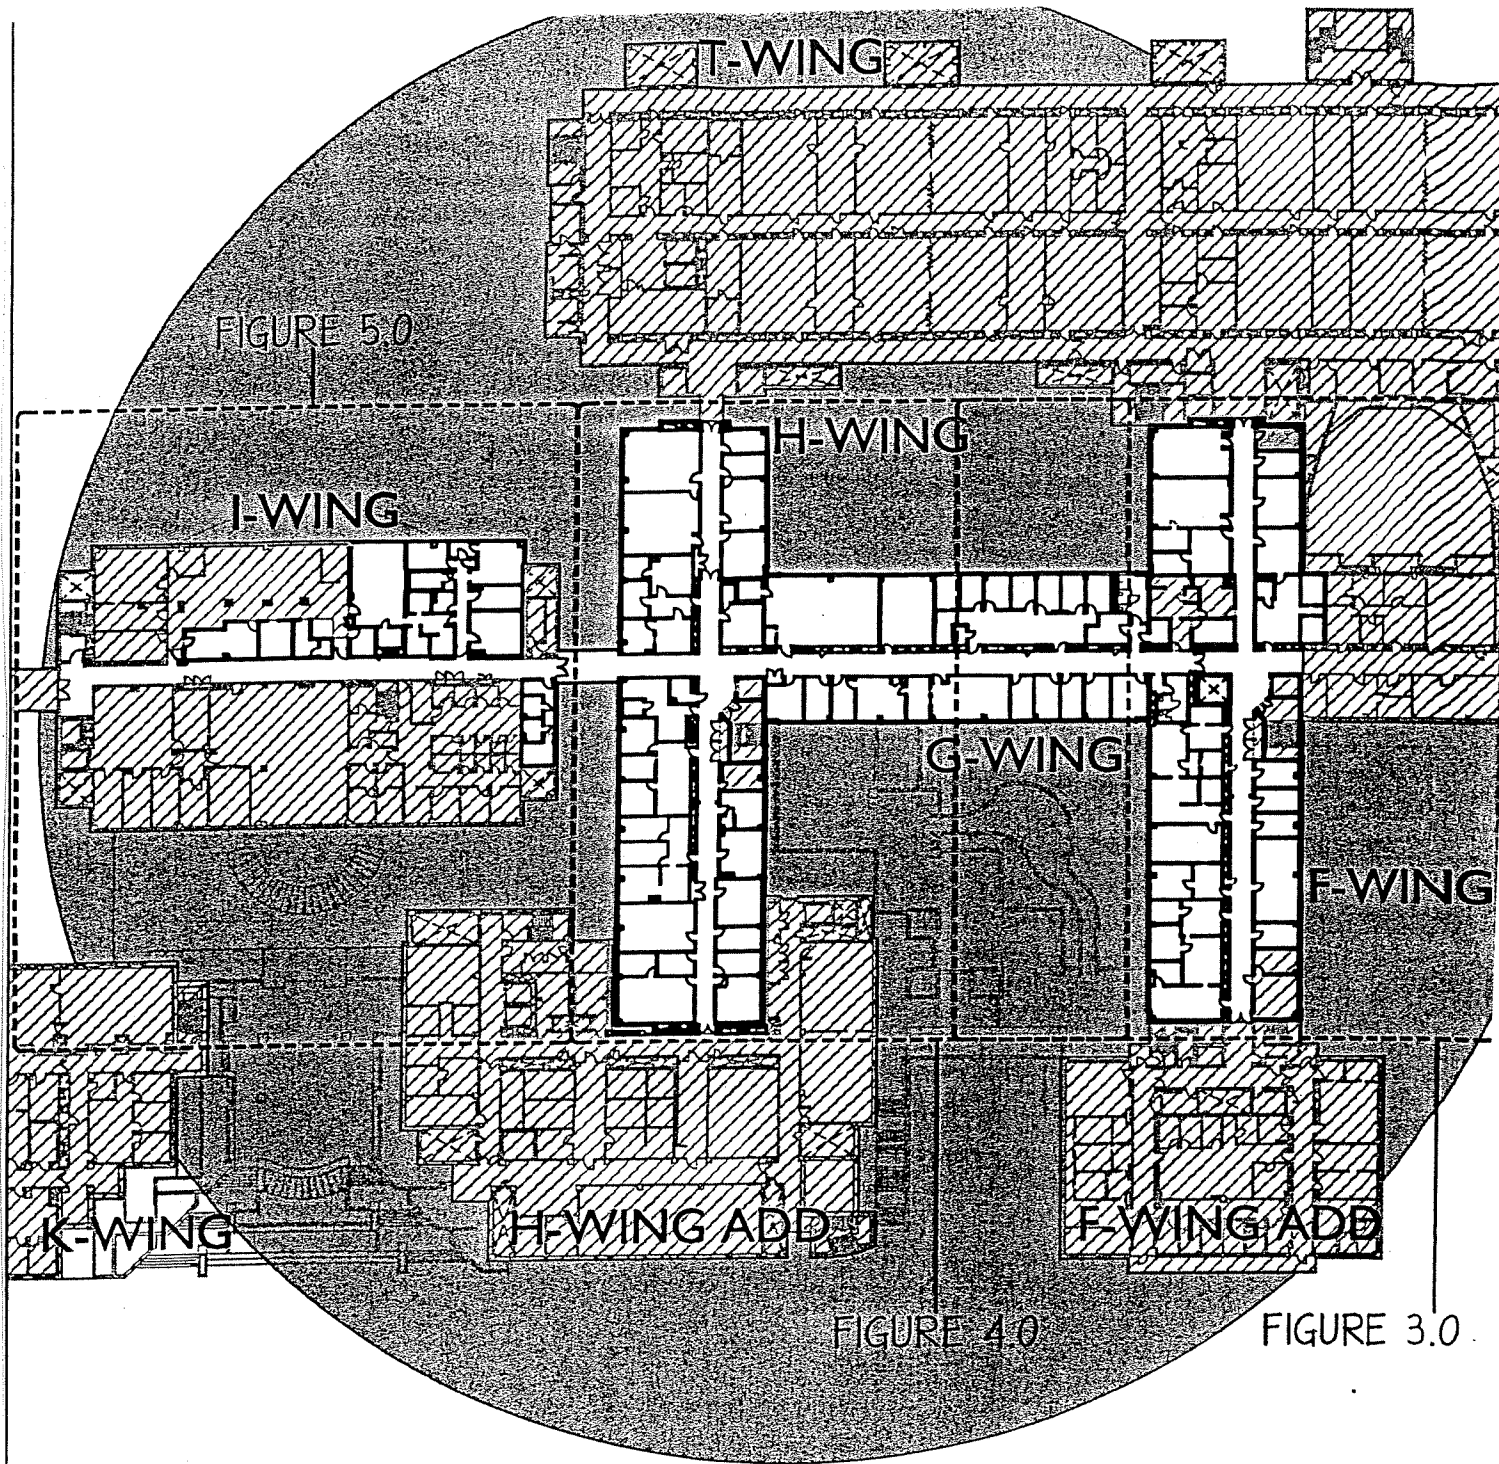 T-WING
FIGURE 5.0
H-WING
I-WING
G-WING
F-WING
K-WING
H-WING ADD.
F-WING ADD
FIGURE 4.0
FIGURE 3.0